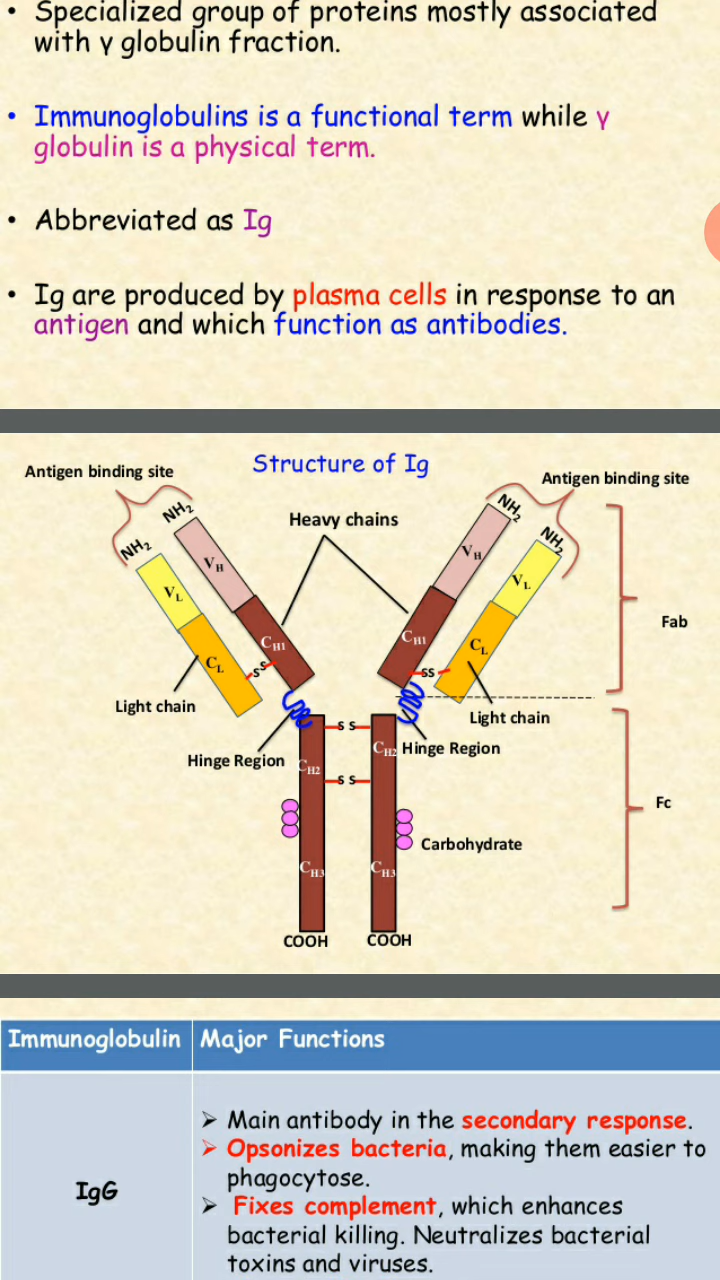 • Specialized group of proteins mostly associated
with γ globulin fraction.
• Immunoglobulins is a functional term while γ
globulin is a physical term.
• Abbreviated as Ig
• Ig are produced by plasma cells in response to an
antigen and which function as antibodies.
Structure of Ig
Antigen binding site
Antigen binding site
NH2
NH2
NH2
NH2
Heavy chains
VH
VH
VL
VL
Fab
CH1
CH1
CL
CL
s s
ss
Light chain
Light chain
s s
Hinge Region
CH2
CH2
Hinge Region
s s
Fc
Carbohydrate
CH3
CH3
COOH
COOH
Immunoglobulin
Major Functions
IgG
➢ Main antibody in the secondary response.
➢ Opsonizes bacteria, making them easier to
phagocytose.
➢ Fixes complement, which enhances
bacterial killing. Neutralizes bacterial
toxins and viruses.